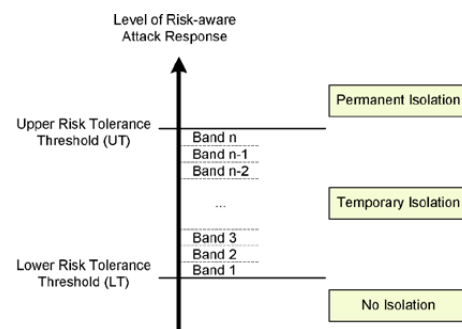 Level of Risk-aware
Attack Response
Permanent Isolation
Upper Risk Tolerance
Threshold (UT)
Band n
Band n-1
Band n-2
...
Temporary Isolation
Band 3
Band 2
Band 1
Lower Risk Tolerance
Threshold (LT)
No Isolation